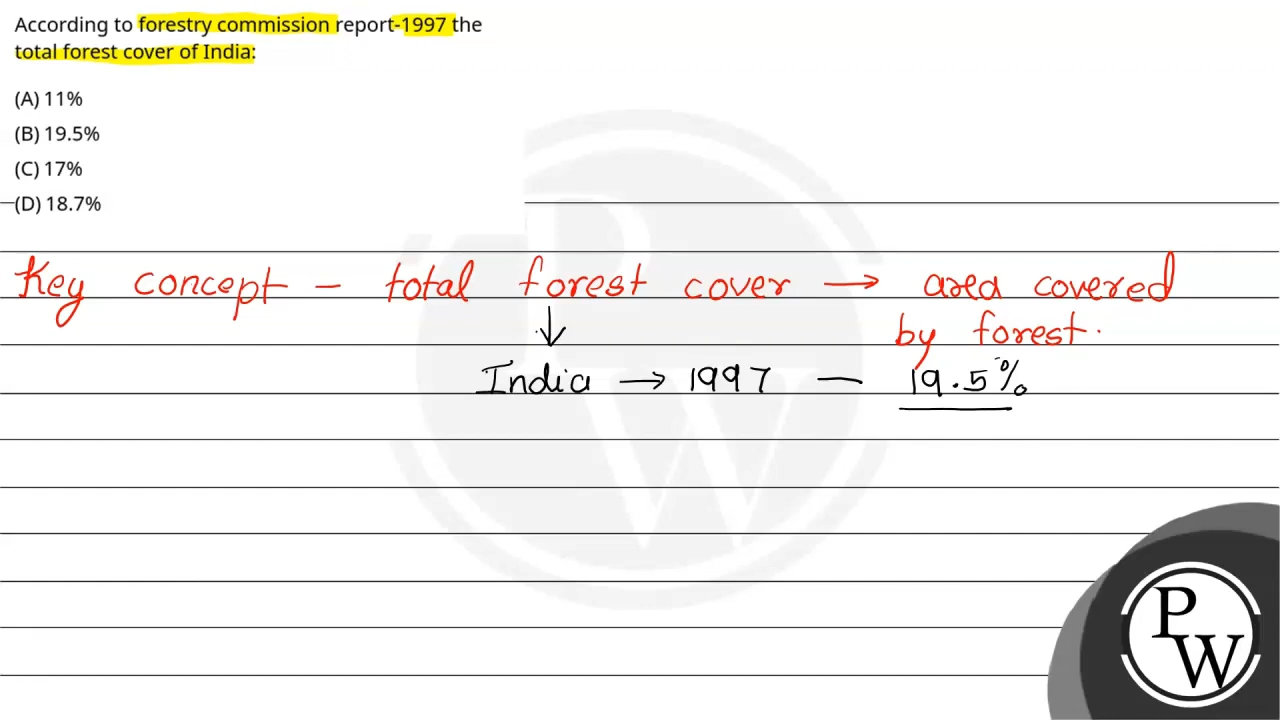 According to forestry commission report-1997 the
total forest cover of India:
(A) 11%
(B) 19.5%
(C) 17%
(D) 18.7%
Key concept - total forest cover → area covered
by forest.
↓
India → 1997 — 19.5%
P
W
P
W